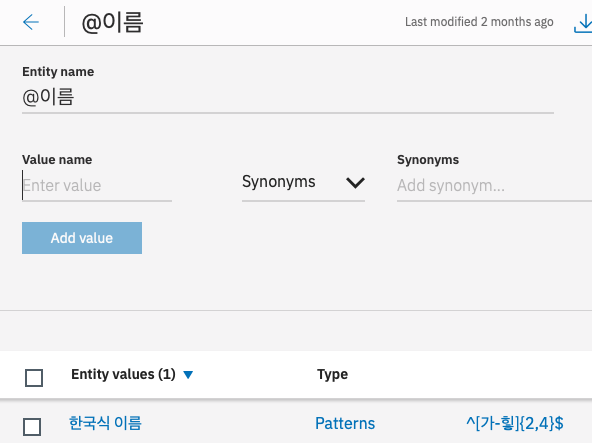 @이름
Last modified 2 months ago
Entity name
@이름
Value name
Synonyms
Enter value
Synonyms
Add synonym...
Add value
Entity values (1)
Type
한국식 이름
Patterns
^[가-힣]{2,4}$